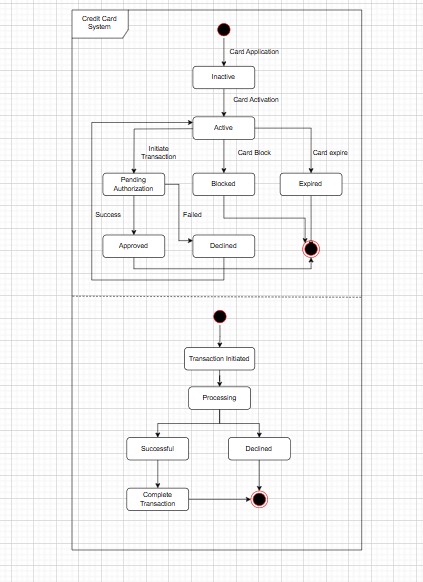 Credit Card
System
Card Application
Inactive
Card Activation
Active
Initiate
Transaction
Card Block
Card expire
Pending
Authorization
Blocked
Expired
Success
Failed
Approved
Declined
Transaction Initiated
Processing
Successful
Declined
Complete
Transaction